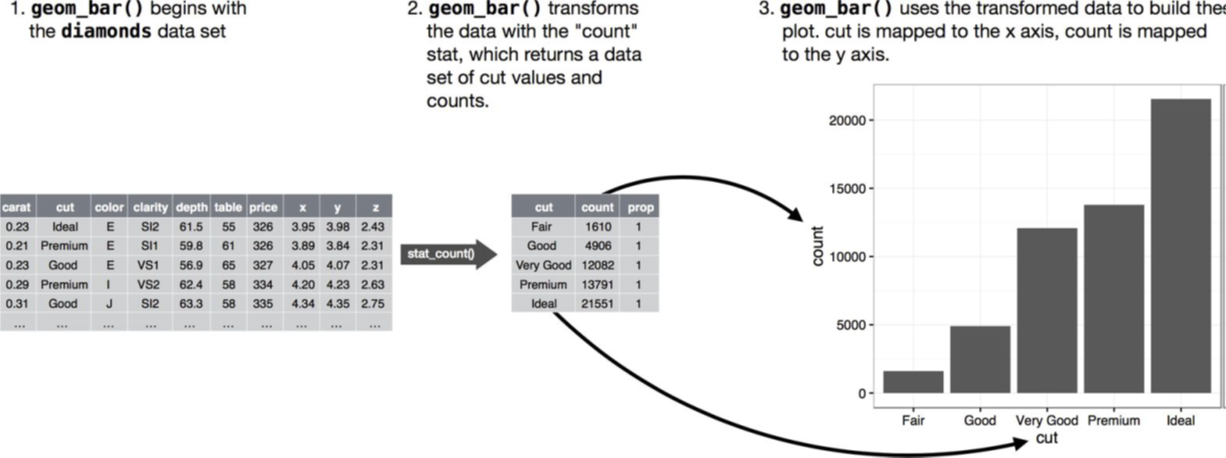 1. geom_bar() begins with
the diamonds data set
2. geom_bar() transforms
the data with the "count"
stat, which returns a data
set of cut values and
counts.
3. geom_bar() uses the transformed data to build the
plot. cut is mapped to the x axis, count is mapped
to the y axis.
carat cut color clarity depth table price x y z
0.23 Ideal E SI2 61.5 55 326 3.95 3.98 2.43
0.21 Premium E SI1 59.8 61 326 3.89 3.84 2.31
0.23 Good E VS1 56.9 65 327 4.05 4.07 2.31
0.29 Premium I VS2 62.4 58 334 4.20 4.23 2.63
0.31 Good J SI2 63.3 58 335 4.34 4.35 2.75
... ... ... ... ... ... ... ... ... ...
stat_count()
cut count prop
Fair 1610 1
Good 4906 1
Very Good 12082 1
Premium 13791 1
Ideal 21551 1
20000
15000
10000
5000
0
count
Fair Good Very Good Premium Ideal
cut